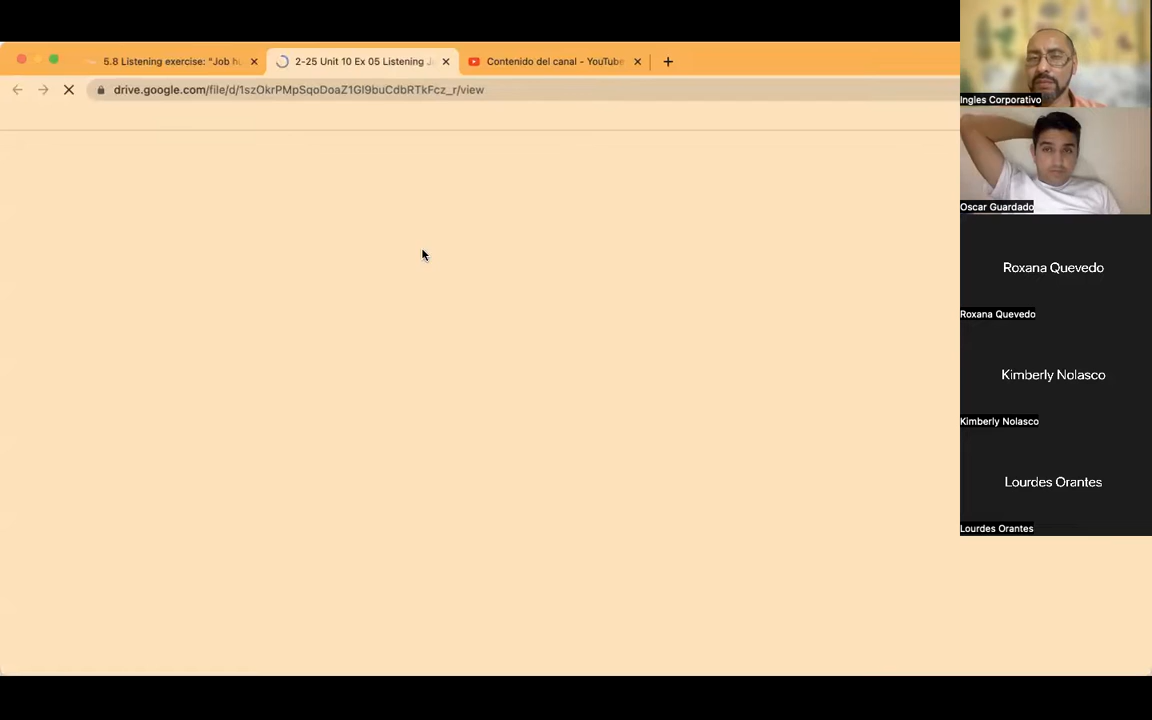 5.8 Listening exercise: "Job hu
2-25 Unit 10 Ex 05 Listening J
Contenido del canal - YouTube
drive.google.com/file/d/1szOkrPMpSqoDoaZ1Gl9buCdbRTkFcz_r/view
Ingles Corporativo
Oscar Guardado
Roxana Quevedo
Roxana Quevedo
Kimberly Nolasco
Kimberly Nolasco
Lourdes Orantes
Lourdes Orantes